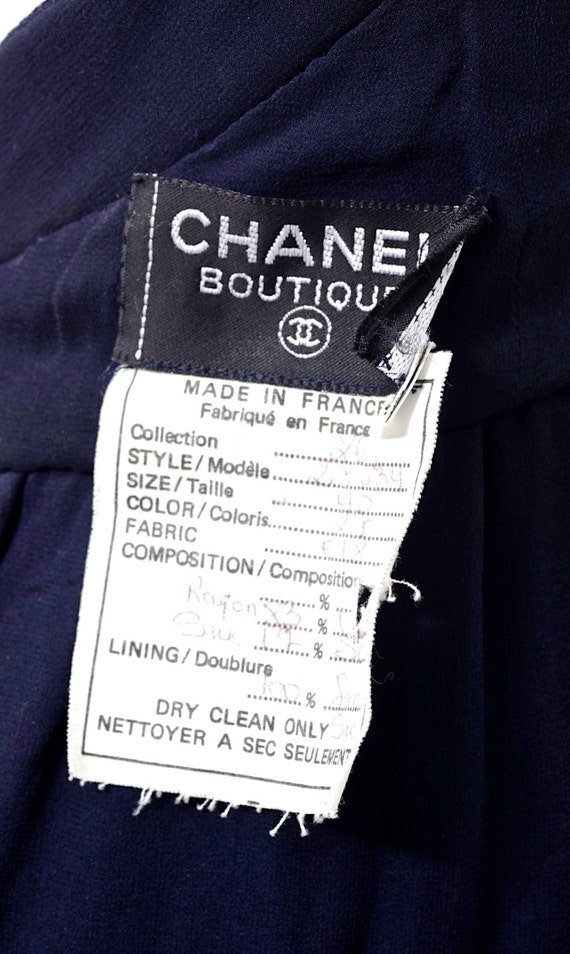 CHANEL
BOUTIQUE
MADE IN FRANCE
Fabriqué en France
Collection
STYLE/Modèle
SIZE/Taille 42
COLOR/Coloris
FABRIC
COMPOSITION/Composition
%
Rayon %
%
LINING/Doublure
100 %
DRY CLEAN ONLY
NETTOYER A SEC SEULEMENT